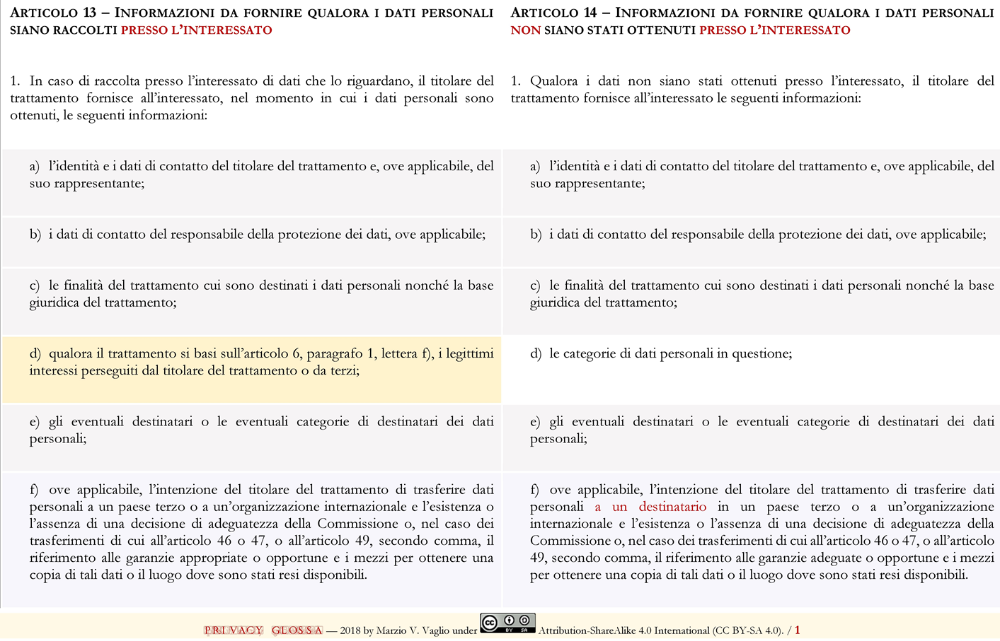 ARTICOLO 13 – INFORMAZIONI DA FORNIRE QUALORA I DATI PERSONALI
SIANO RACCOLTI PRESSO L’INTERESSATO
1. In caso di raccolta presso l’interessato di dati che lo riguardano, il titolare del
trattamento fornisce all’interessato, nel momento in cui i dati personali sono
ottenuti, le seguenti informazioni:
a) l’identità e i dati di contatto del titolare del trattamento e, ove applicabile, del
suo rappresentante;
b) i dati di contatto del responsabile della protezione dei dati, ove applicabile;
c) le finalità del trattamento cui sono destinati i dati personali nonché la base
giuridica del trattamento;
d) qualora il trattamento si basi sull’articolo 6, paragrafo 1, lettera f), i legittimi
interessi perseguiti dal titolare del trattamento o da terzi;
e) gli eventuali destinatari o le eventuali categorie di destinatari dei dati
personali;
f) ove applicabile, l’intenzione del titolare del trattamento di trasferire dati
personali a un paese terzo o a un’organizzazione internazionale e l’esistenza o
l’assenza di una decisione di adeguatezza della Commissione o, nel caso dei
trasferimenti di cui all’articolo 46 o 47, o all’articolo 49, secondo comma, il
riferimento alle garanzie appropriate o opportune e i mezzi per ottenere una
copia di tali dati o il luogo dove sono stati resi disponibili.
ARTICOLO 14 – INFORMAZIONI DA FORNIRE QUALORA I DATI PERSONALI
NON SIANO STATI OTTENUTI PRESSO L’INTERESSATO
1. Qualora i dati non siano stati ottenuti presso l’interessato, il titolare del
trattamento fornisce all’interessato le seguenti informazioni:
a) l’identità e i dati di contatto del titolare del trattamento e, ove applicabile, del
suo rappresentante;
b) i dati di contatto del responsabile della protezione dei dati, ove applicabile;
c) le finalità del trattamento cui sono destinati i dati personali nonché la base
giuridica del trattamento;
d) le categorie di dati personali in questione;
e) gli eventuali destinatari o le eventuali categorie di destinatari dei dati
personali;
f) ove applicabile, l’intenzione del titolare del trattamento di trasferire dati
personali a un destinatario in un paese terzo o a un’organizzazione
internazionale e l’esistenza o l’assenza di una decisione di adeguatezza della
Commissione o, nel caso dei trasferimenti di cui all’articolo 46 o 47, o all’articolo
49, secondo comma, il riferimento alle garanzie adeguate o opportune e i mezzi
per ottenere una copia di tali dati o il luogo dove sono stati resi disponibili.
PRIVACY GLOSSA — 2018 by Marzio V. Vaglio under cc BY SA Attribution-ShareAlike 4.0 International (CC BY-SA 4.0). / 1